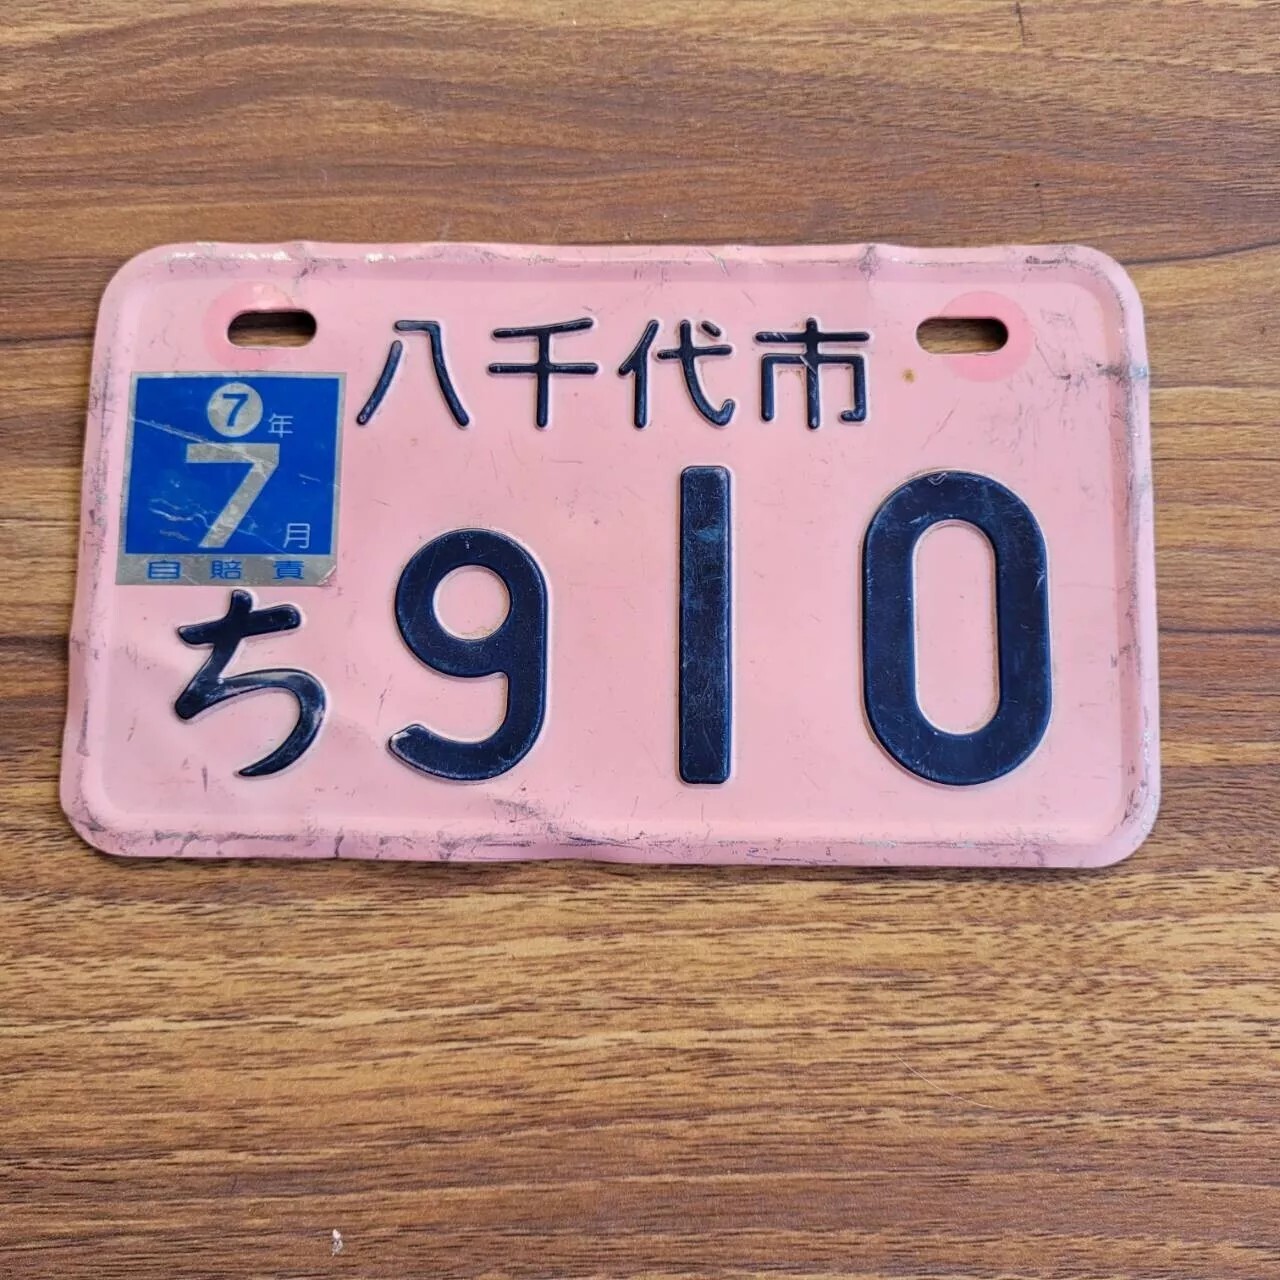 八千代市
7年
7月
自賠責
ち 910